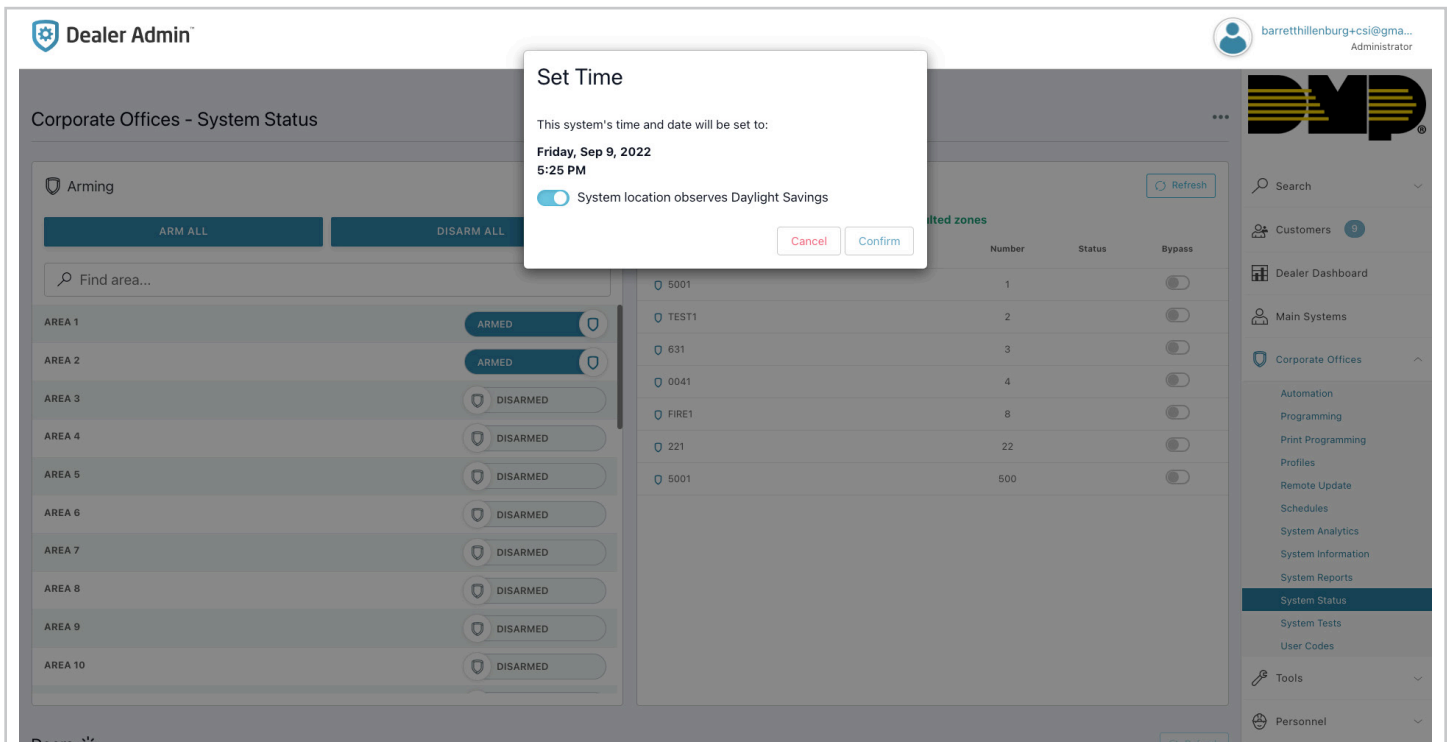 Dealer Admin™
barretthillenburg+csi@gma...
Administrator
Set Time
This system's time and date will be set to:
Friday, Sep 9, 2022
5:25 PM
System location observes Daylight Savings
Cancel
Confirm
Corporate Offices - System Status
DMP®
Arming
Refresh
ARM ALL
DISARM ALL
zones
Number
Status
Bypass
Find area...
AREA 1
ARMED
AREA 2
ARMED
AREA 3
DISARMED
AREA 4
DISARMED
AREA 5
DISARMED
AREA 6
DISARMED
AREA 7
DISARMED
AREA 8
DISARMED
AREA 9
DISARMED
AREA 10
DISARMED
5001
1
TEST1
2
631
3
0041
4
FIRE1
8
221
22
5001
500
Search
Customers 9
Dealer Dashboard
Main Systems
Corporate Offices
Automation
Programming
Print Programming
Profiles
Remote Update
Schedules
System Analytics
System Information
System Reports
System Status
System Tests
User Codes
Tools
Personnel